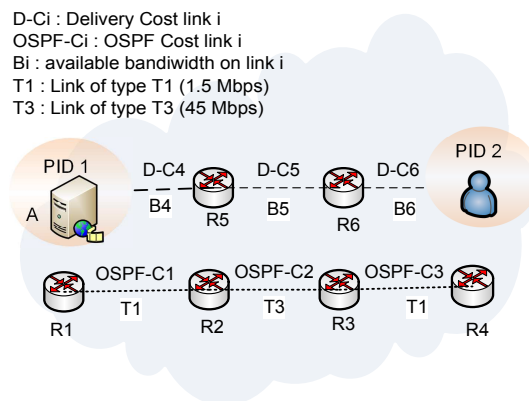 D-Ci : Delivery Cost link i
OSPF-Ci : OSPF Cost link i
Bi : available bandiwidth on link i
T1 : Link of type T1 (1.5 Mbps)
T3 : Link of type T3 (45 Mbps)
PID 1
PID 2
D-C4
D-C5
D-C6
A
B4
R5
B5
R6
B6
OSPF-C1
OSPF-C2
OSPF-C3
T1
T3
T1
R1
R2
R3
R4